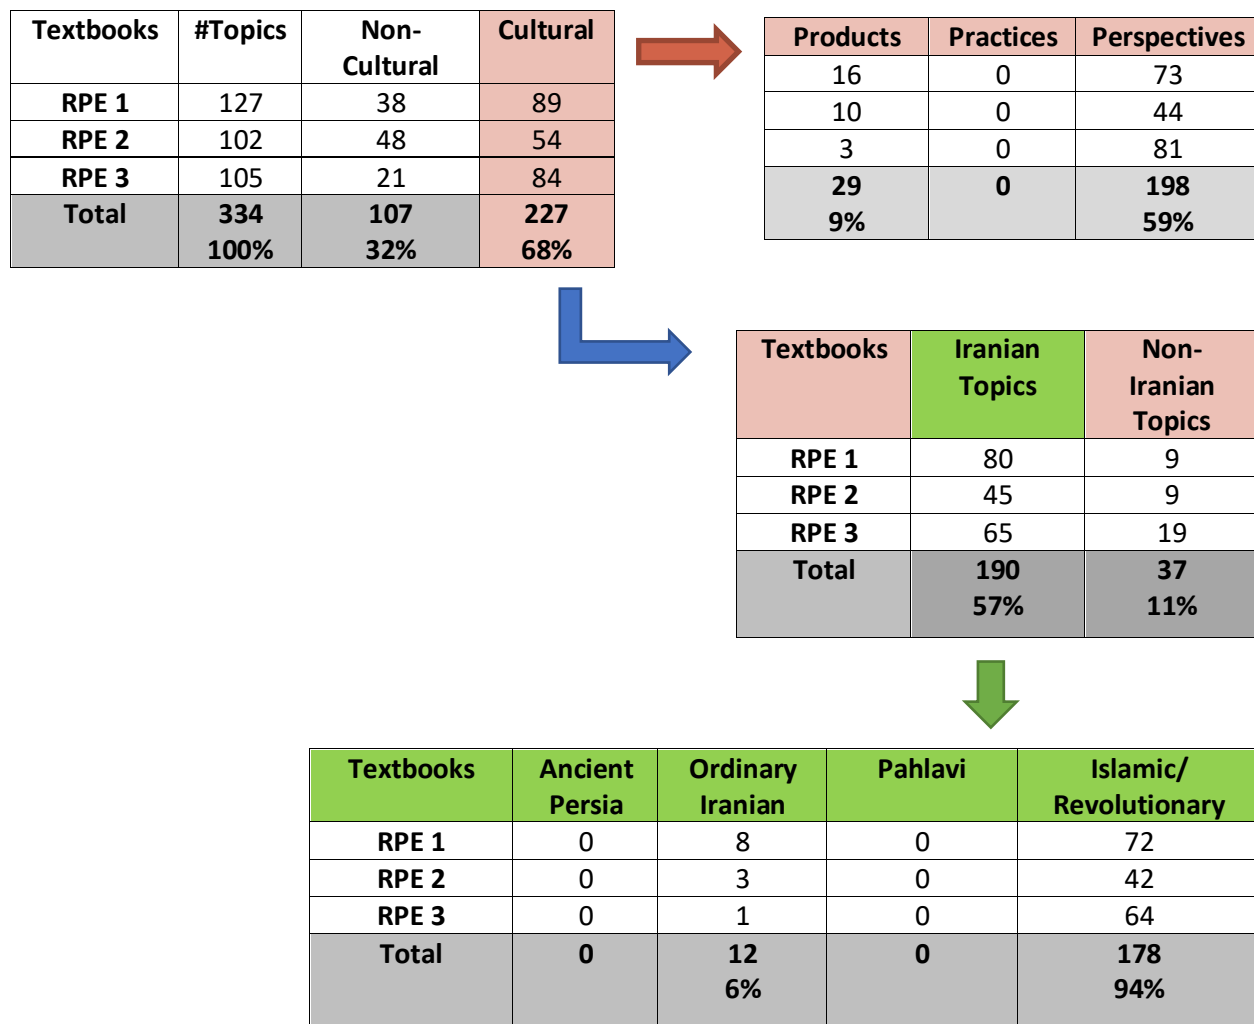 Textbooks #Topics Non-Cultural Cultural
RPE 1 127 38 89
RPE 2 102 48 54
RPE 3 105 21 84
Total 334 107 227
100% 32% 68%
Products Practices Perspectives
16 0 73
10 0 44
3 0 81
29 0 198
9% 59%
Textbooks Iranian Topics Non-Iranian Topics
RPE 1 80 9
RPE 2 45 9
RPE 3 65 19
Total 190 37
57% 11%
Textbooks Ancient Persia Ordinary Iranian Pahlavi Islamic/ Revolutionary
RPE 1 0 8 0 72
RPE 2 0 3 0 42
RPE 3 0 1 0 64
Total 0 12 0 178
6% 94%